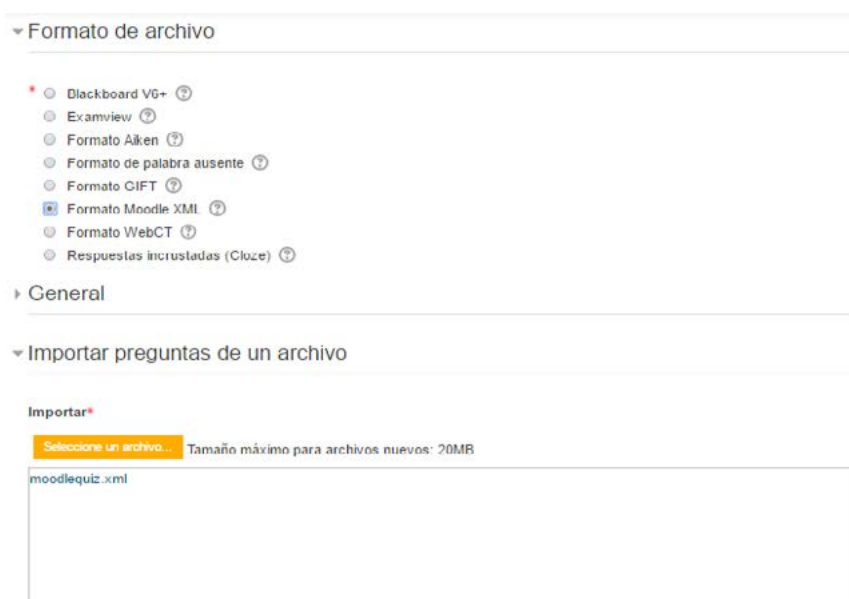 Formato de archivo
* Blackboard V6+ ?
Examview ?
Formato Aiken ?
Formato de palabra ausente ?
Formato GIFT ?
Formato Moodle XML ?
Formato WebCT ?
Respuestas incrustadas (Cloze) ?
General
Importar preguntas de un archivo
Importar*
Seleccione un archivo... Tamaño máximo para archivos nuevos: 20MB
moodlequiz.xml